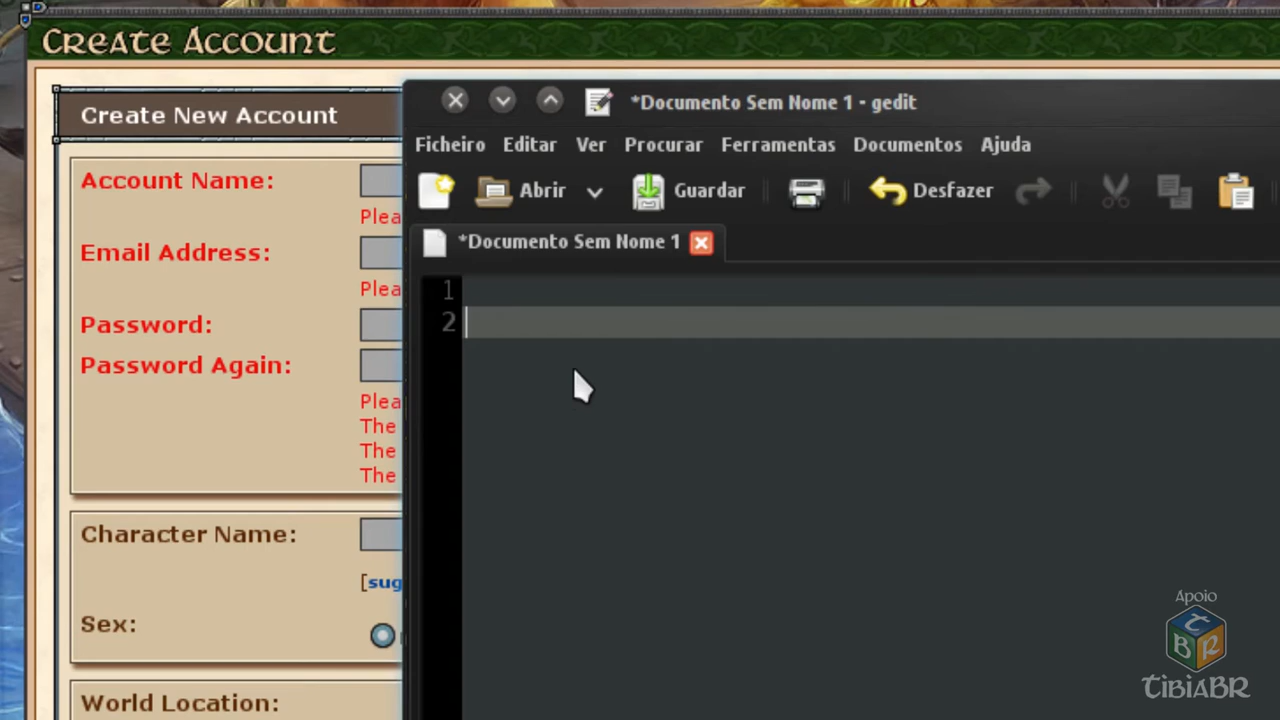 Create Account
Create New Account
Account Name:
Plea
Email Address:
Plea
Password:
Password Again:
Plea
The
The
The
Character Name:
[sug
Sex:
World Location:
*Documento Sem Nome 1 - gedit
Ficheiro Editar Ver Procurar Ferramentas Documentos Ajuda
Abrir Guardar Desfazer
*Documento Sem Nome 1
1
2
Apoio
T
B R
TibiaBR